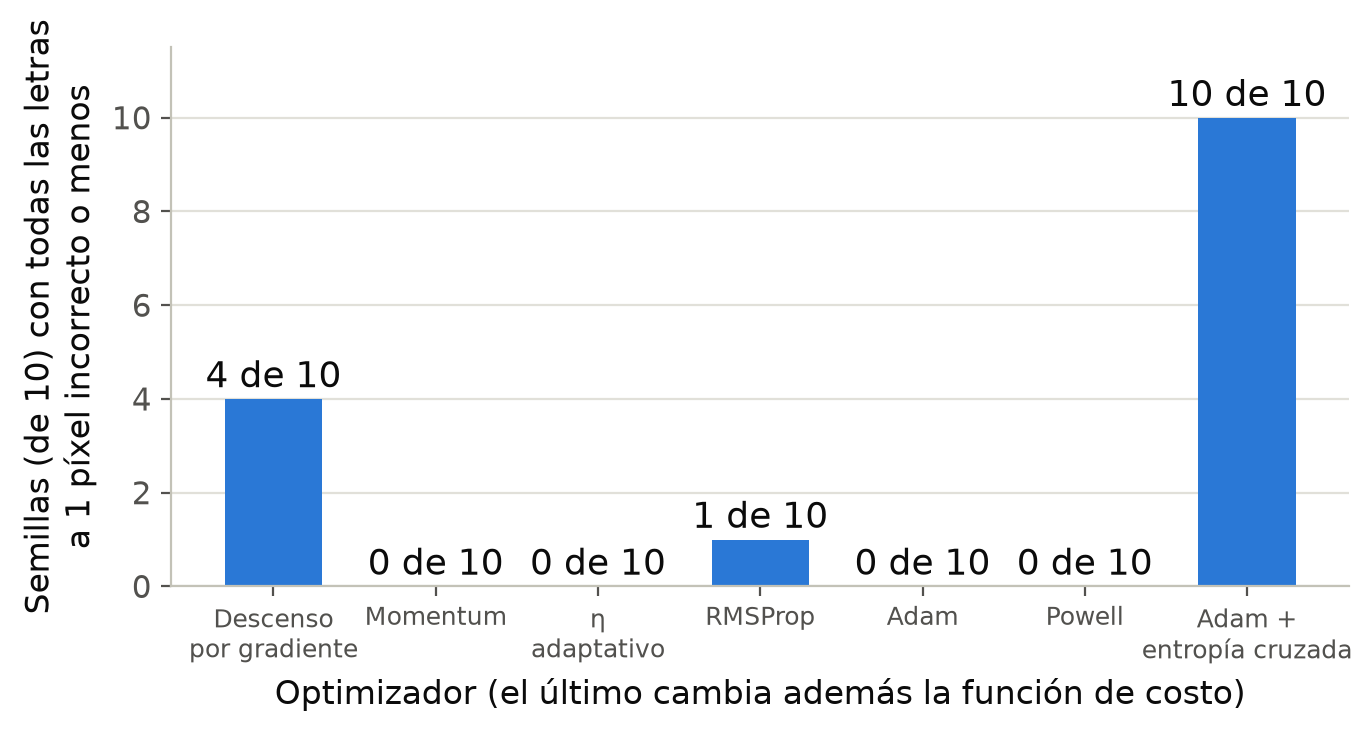 Semillas (de 10) con todas las letras
a 1 píxel incorrecto o menos
10
8
6
4
2
0
4 de 10
0 de 10
0 de 10
1 de 10
0 de 10
0 de 10
10 de 10
Descenso
por gradiente
Momentum
η
adaptativo
RMSProp
Adam
Powell
Adam +
entropía cruzada
Optimizador (el último cambia además la función de costo)